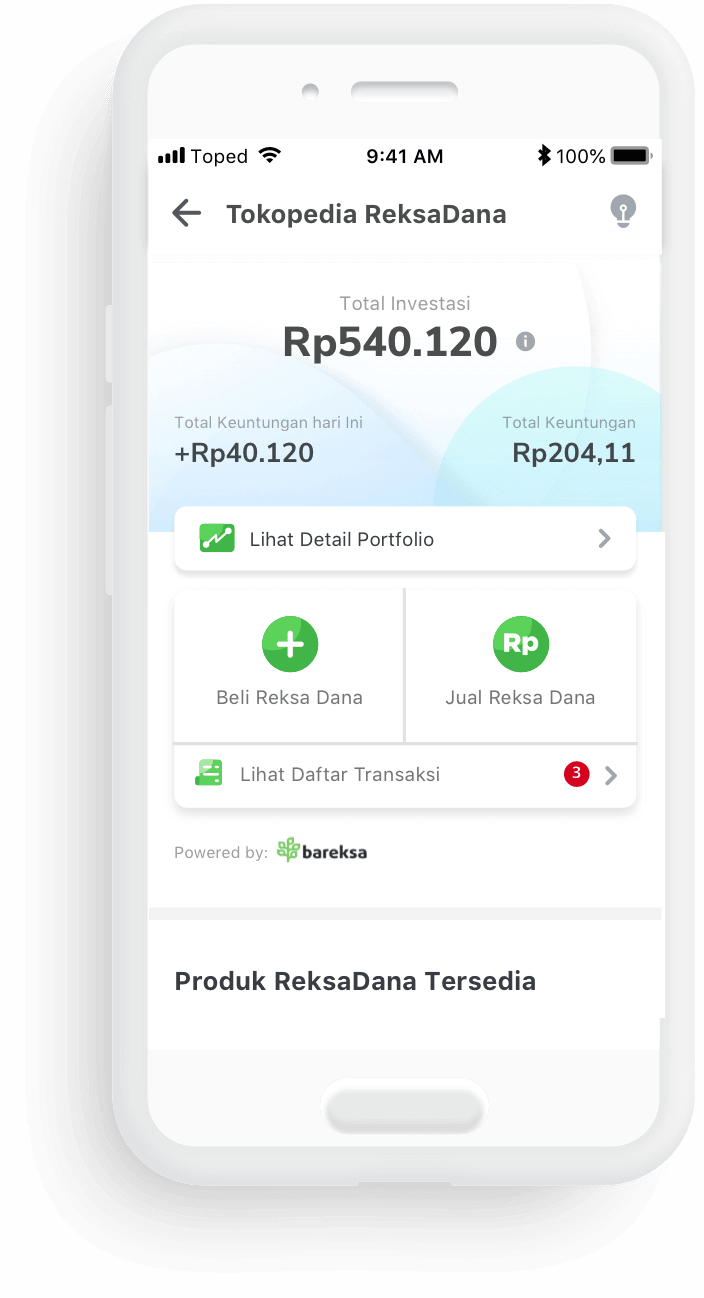 Toped 9:41 AM 100%
Tokopedia ReksaDana
Total Investasi
Rp540.120
Total Keuntungan hari Ini Total Keuntungan
+Rp40.120 Rp204,11
Lihat Detail Portfolio
Rp
Beli Reksa Dana Jual Reksa Dana
Lihat Daftar Transaksi 3
Powered by: bareksa
Produk ReksaDana Tersedia